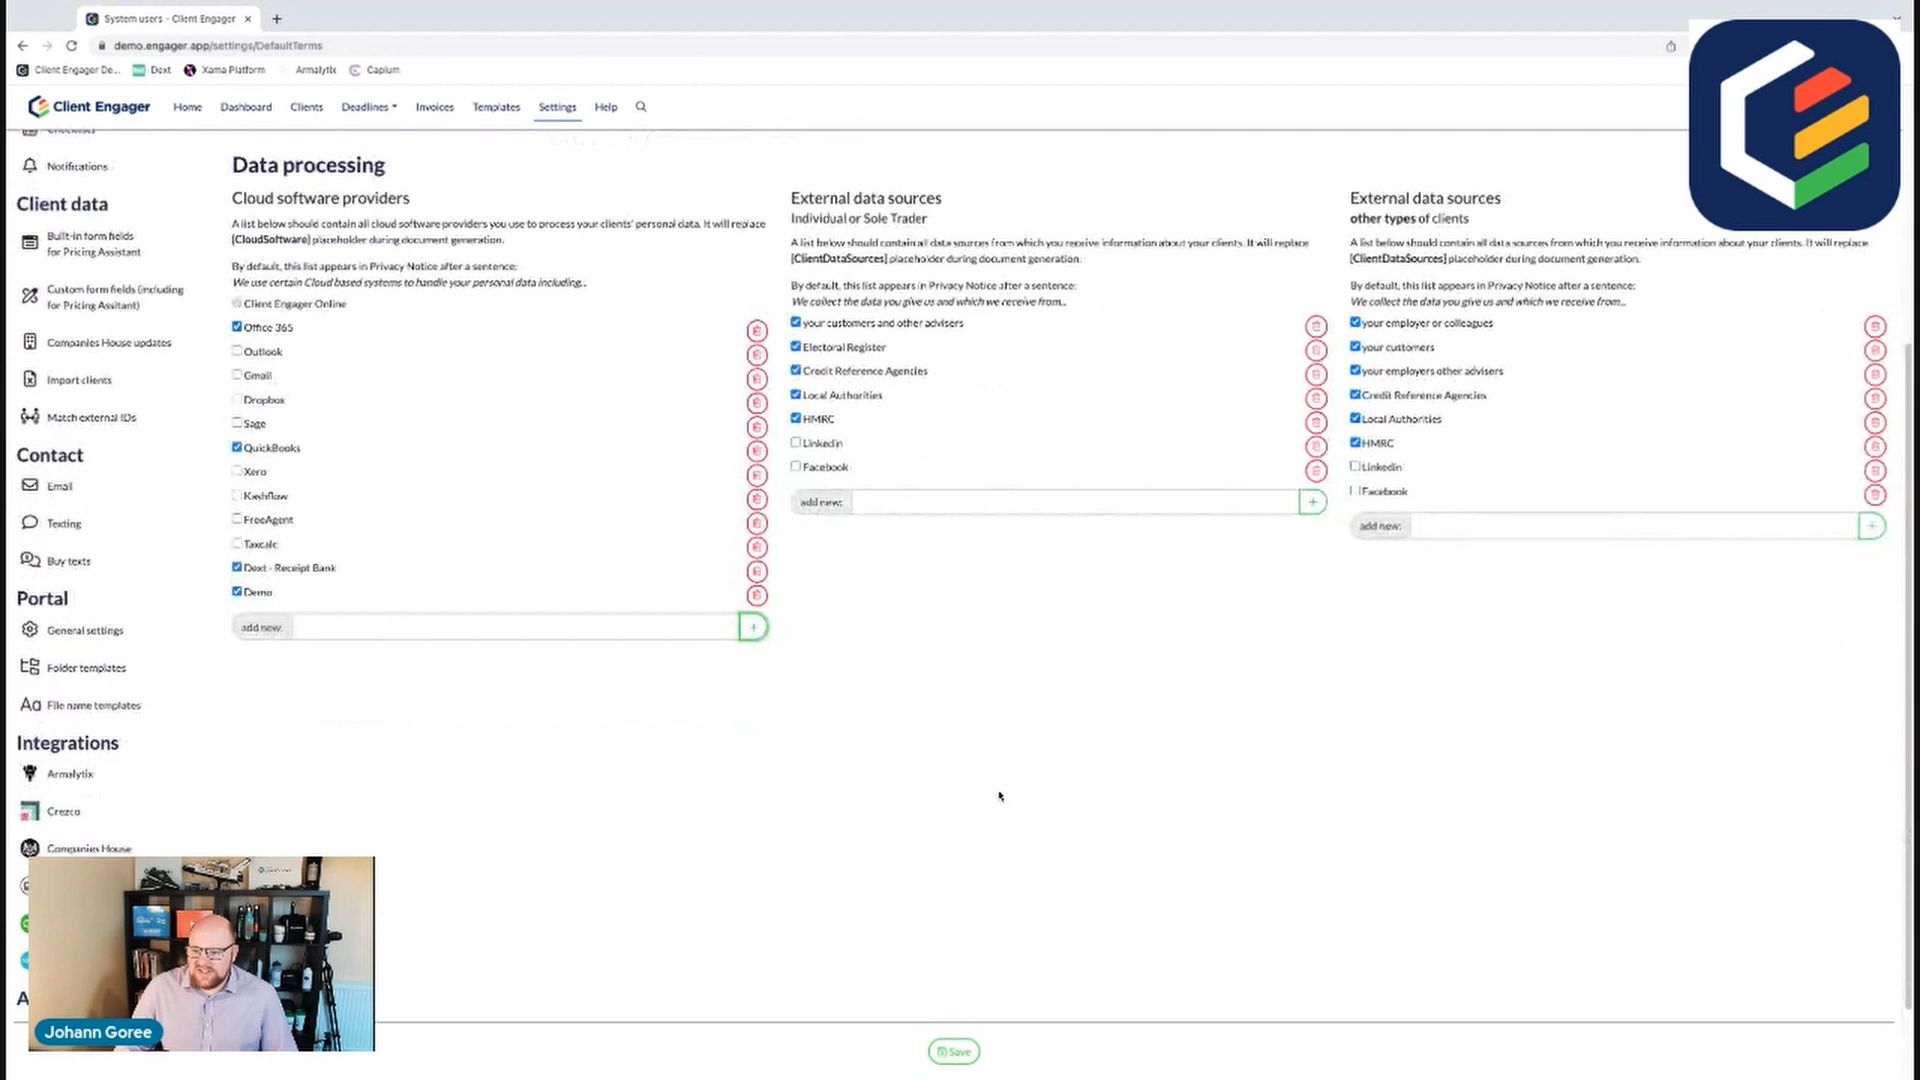 System users - Client Engager
demo.engager.app/settings/DefaultTerms
Client Engager De... Dext Xama Platform Armalytix Capium
Client Engager Home Dashboard Clients Deadlines Invoices Templates Settings Help
Notifications
Client data
Built-in form fields
for Pricing Assistant
Custom form fields (including
for Pricing Assitant)
Companies House updates
Import clients
Match external IDs
Contact
Email
Texting
Buy texts
Portal
General settings
Folder templates
Aa File name templates
Integrations
Armalytix
Crezco
Companies House
Data processing
Cloud software providers
A list below should contain all cloud software providers you use to process your clients' personal data. It will replace
[CloudSoftware] placeholder during document generation.
By default, this list appears in Privacy Notice after a sentence:
We use certain Cloud based systems to handle your personal data including...
Client Engager Online
Office 365
Outlook
Gmail
Dropbox
Sage
QuickBooks
Xero
Kashflow
FreeAgent
Taxcalc
Dext - Receipt Bank
Demo
add new:
External data sources
Individual or Sole Trader
A list below should contain all data sources from which you receive information about your clients. It will replace
[ClientDataSources] placeholder during document generation.
By default, this list appears in Privacy Notice after a sentence:
We collect the data you give us and which we receive from...
your customers and other advisers
Electoral Register
Credit Reference Agencies
Local Authorities
HMRC
Linkedin
Facebook
add new:
External data sources
other types of clients
A list below should contain all data sources from which you receive information about your clients. It will replace
[ClientDataSources] placeholder during document generation.
By default, this list appears in Privacy Notice after a sentence:
We collect the data you give us and which we receive from...
your employer or colleagues
your customers
your employers other advisers
Credit Reference Agencies
Local Authorities
HMRC
Linkedin
Facebook
add new:
Johann Goree
Save